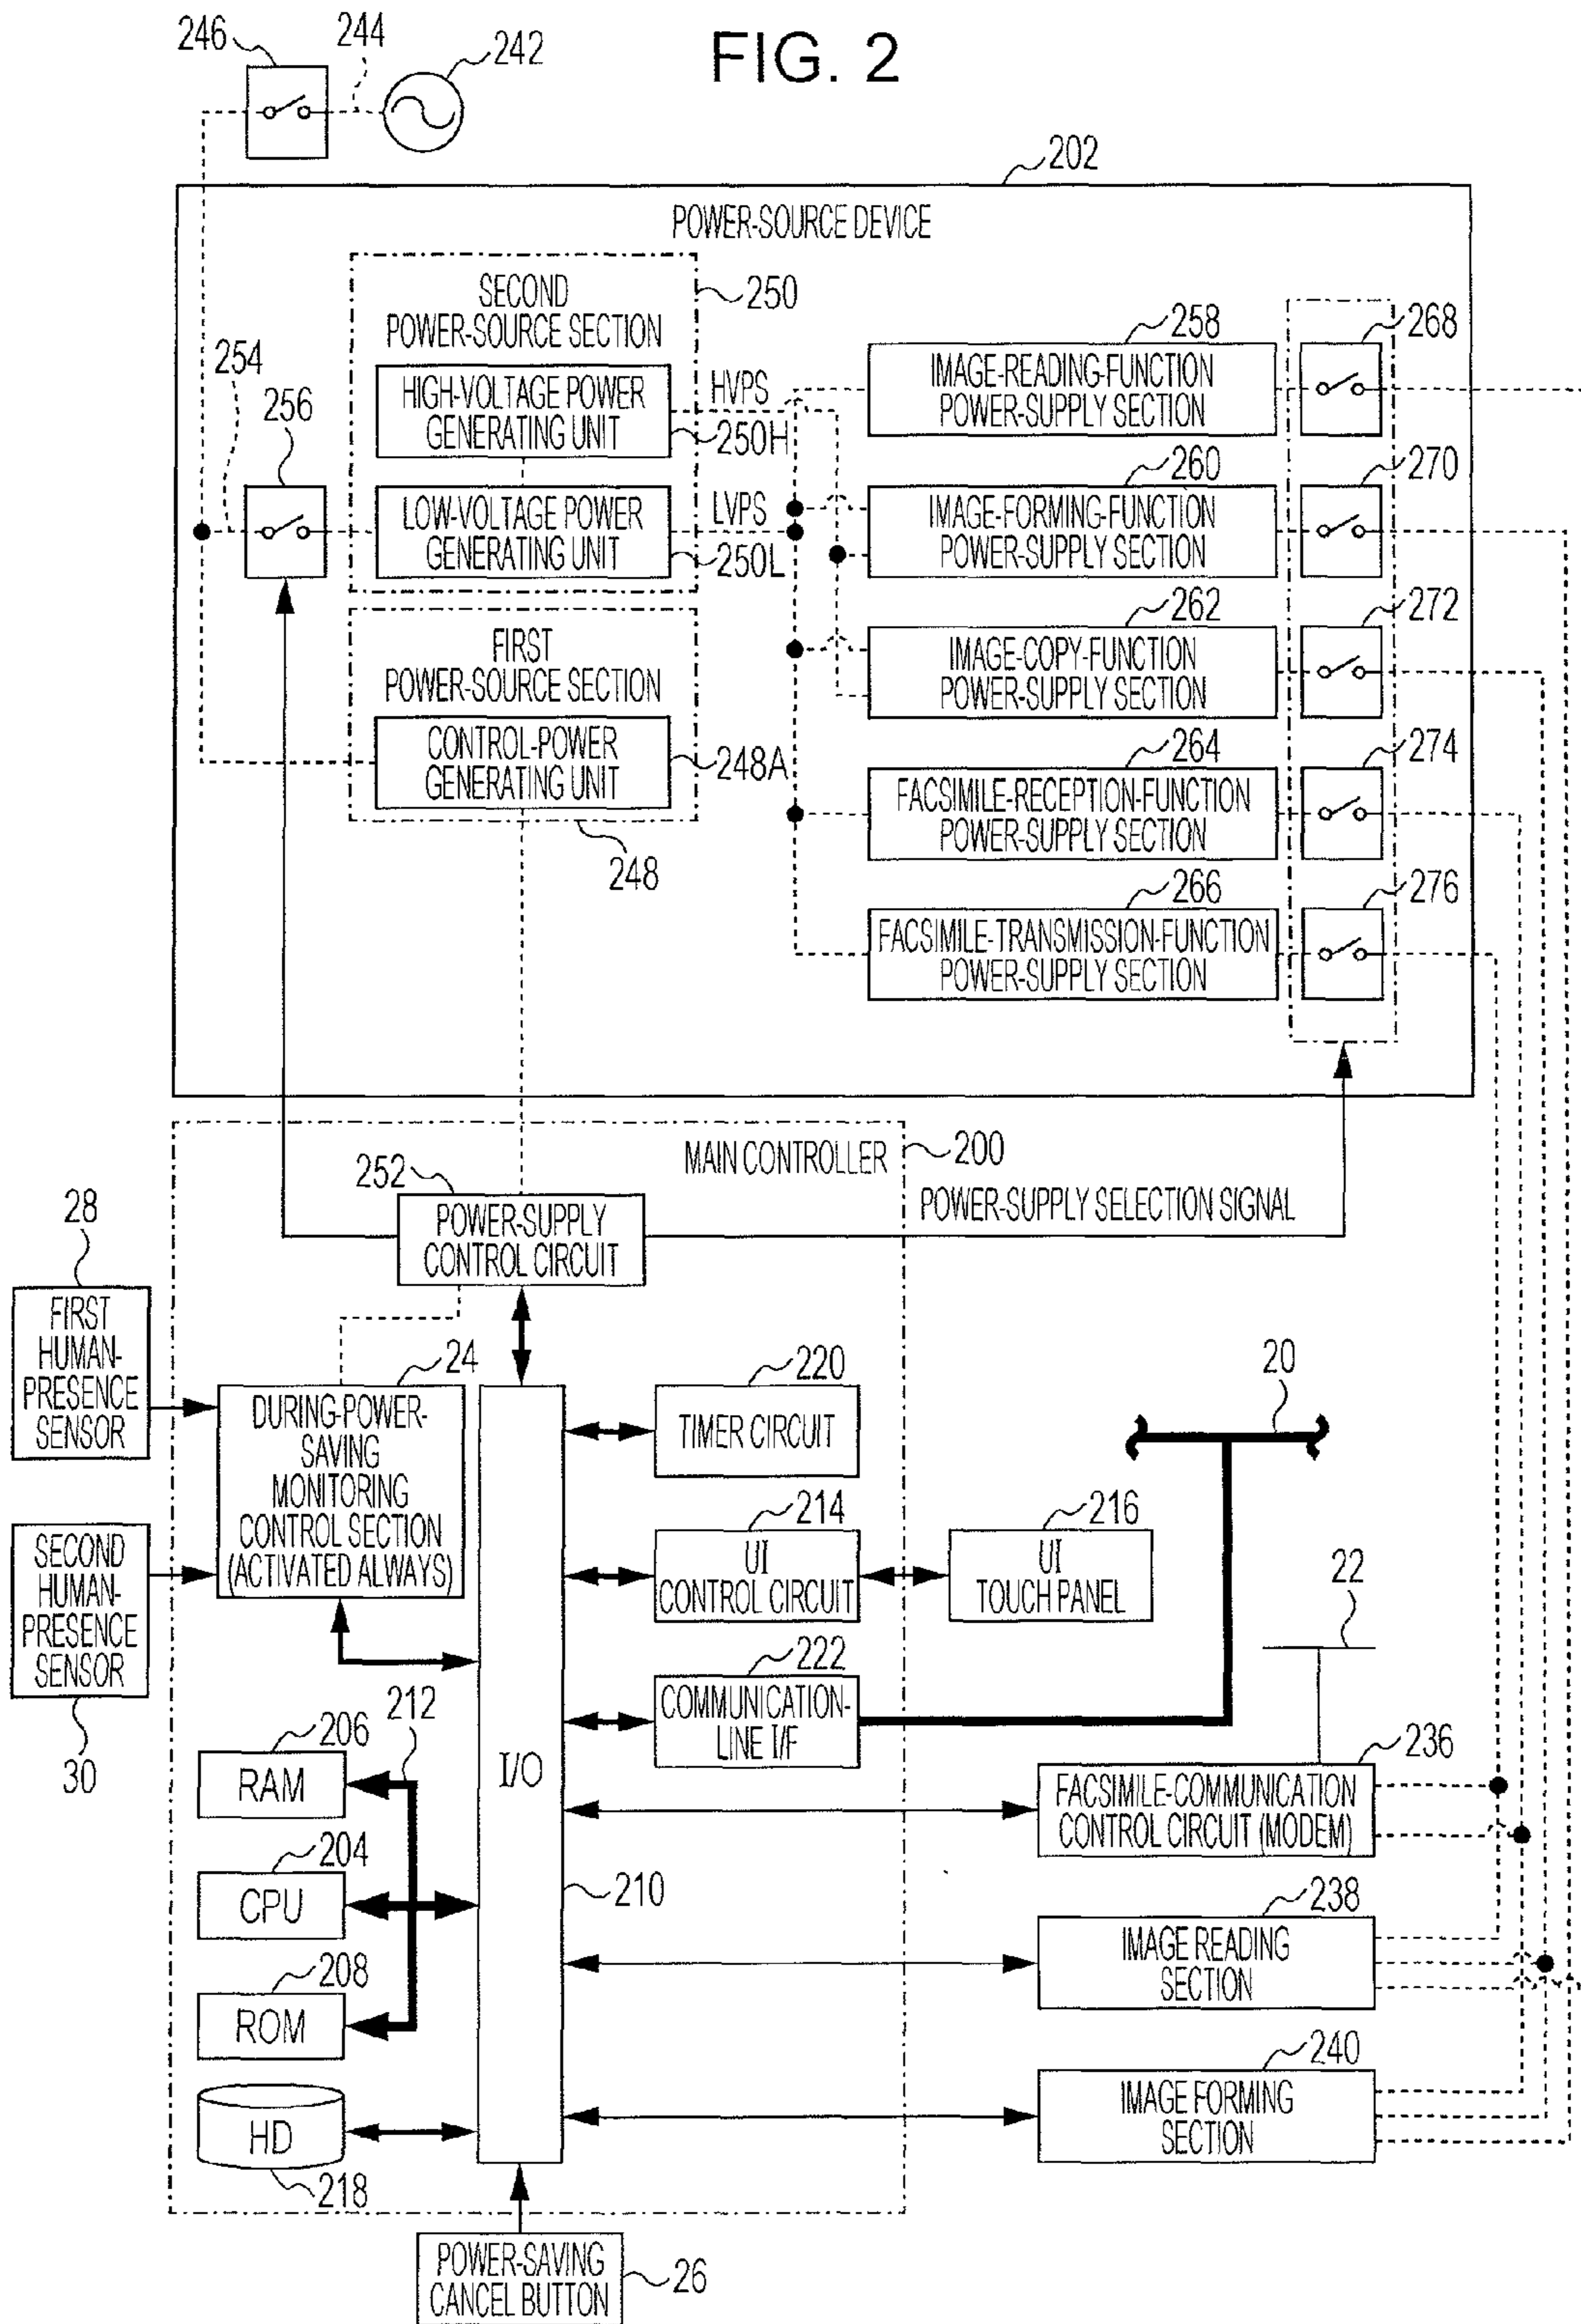 FIG. 2
246
244
242
202
POWER-SOURCE DEVICE
SECOND
POWER-SOURCE SECTION
250
HIGH-VOLTAGE POWER
GENERATING UNIT
250H
HVPS
254
256
LOW-VOLTAGE POWER
GENERATING UNIT
250L
LVPS
FIRST
POWER-SOURCE SECTION
CONTROL-POWER
GENERATING UNIT
248A
248
258
IMAGE-READING-FUNCTION
POWER-SUPPLY SECTION
268
260
IMAGE-FORMING-FUNCTION
POWER-SUPPLY SECTION
270
262
IMAGE-COPY-FUNCTION
POWER-SUPPLY SECTION
272
264
FACSIMILE-RECEPTION-FUNCTION
POWER-SUPPLY SECTION
274
266
FACSIMILE-TRANSMISSION-FUNCTION
POWER-SUPPLY SECTION
276
MAIN CONTROLLER
200
252
POWER-SUPPLY
CONTROL CIRCUIT
POWER-SUPPLY SELECTION SIGNAL
28
FIRST
HUMAN-
PRESENCE
SENSOR
24
DURING-POWER-
SAVING
MONITORING
CONTROL SECTION
(ACTIVATED ALWAYS)
SECOND
HUMAN-
PRESENCE
SENSOR
30
220
TIMER CIRCUIT
20
214
UI
CONTROL CIRCUIT
216
UI
TOUCH PANEL
22
222
COMMUNICATION-
LINE I/F
212
206
RAM
204
CPU
208
ROM
HD
218
I/O
210
236
FACSIMILE-COMMUNICATION
CONTROL CIRCUIT (MODEM)
238
IMAGE READING
SECTION
240
IMAGE FORMING
SECTION
POWER-SAVING
CANCEL BUTTON
26